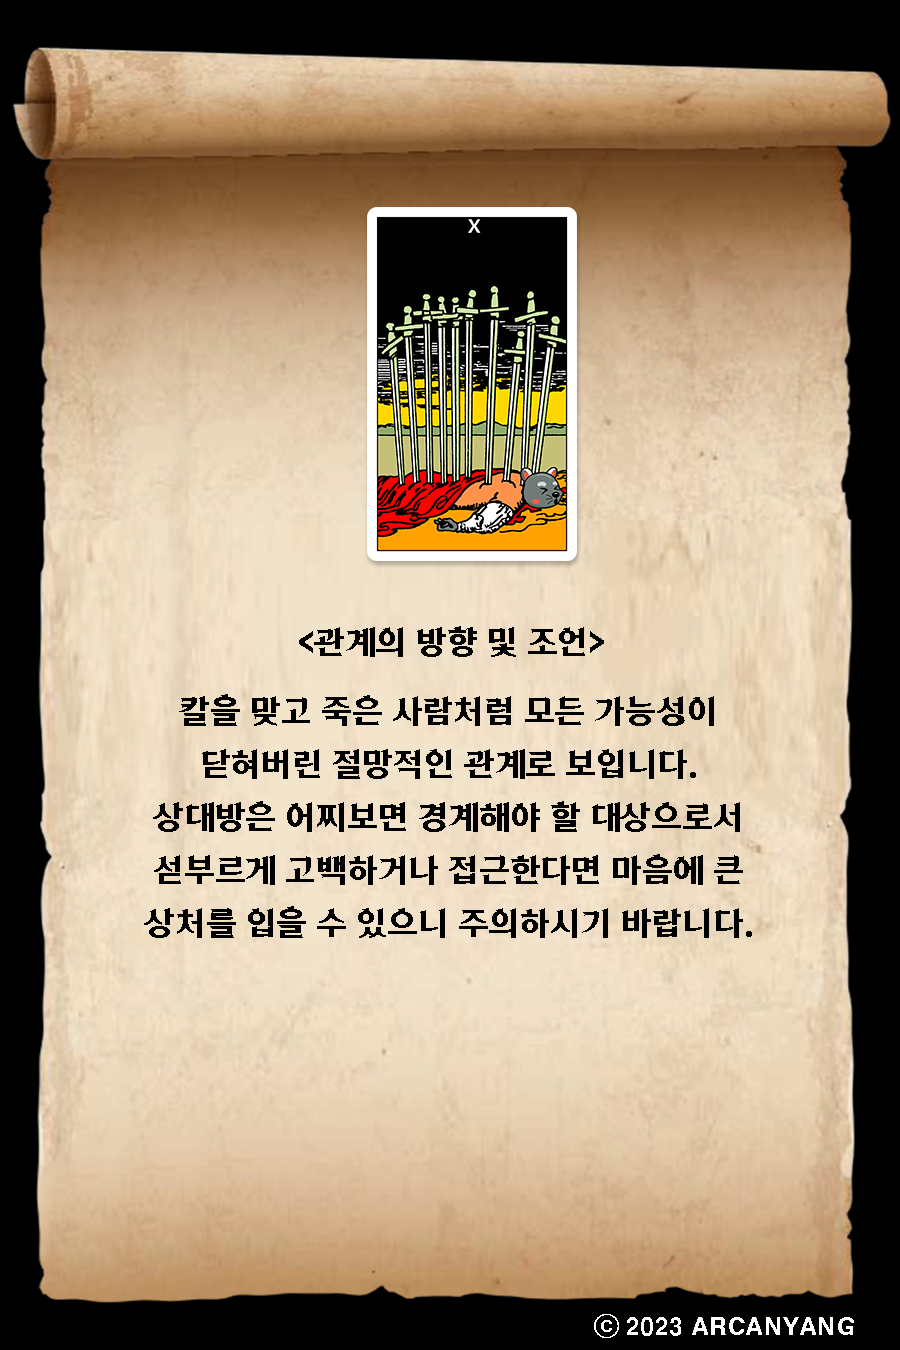 X
<관계의 방향 및 조언>
칼을 맞고 죽은 사람처럼 모든 가능성이
닫혀버린 절망적인 관계로 보입니다.
상대방은 어찌보면 경계해야 할 대상으로서
섣부르게 고백하거나 접근한다면 마음에 큰
상처를 입을 수 있으니 주의하시기 바랍니다.
ⓒ 2023 ARCANYANG